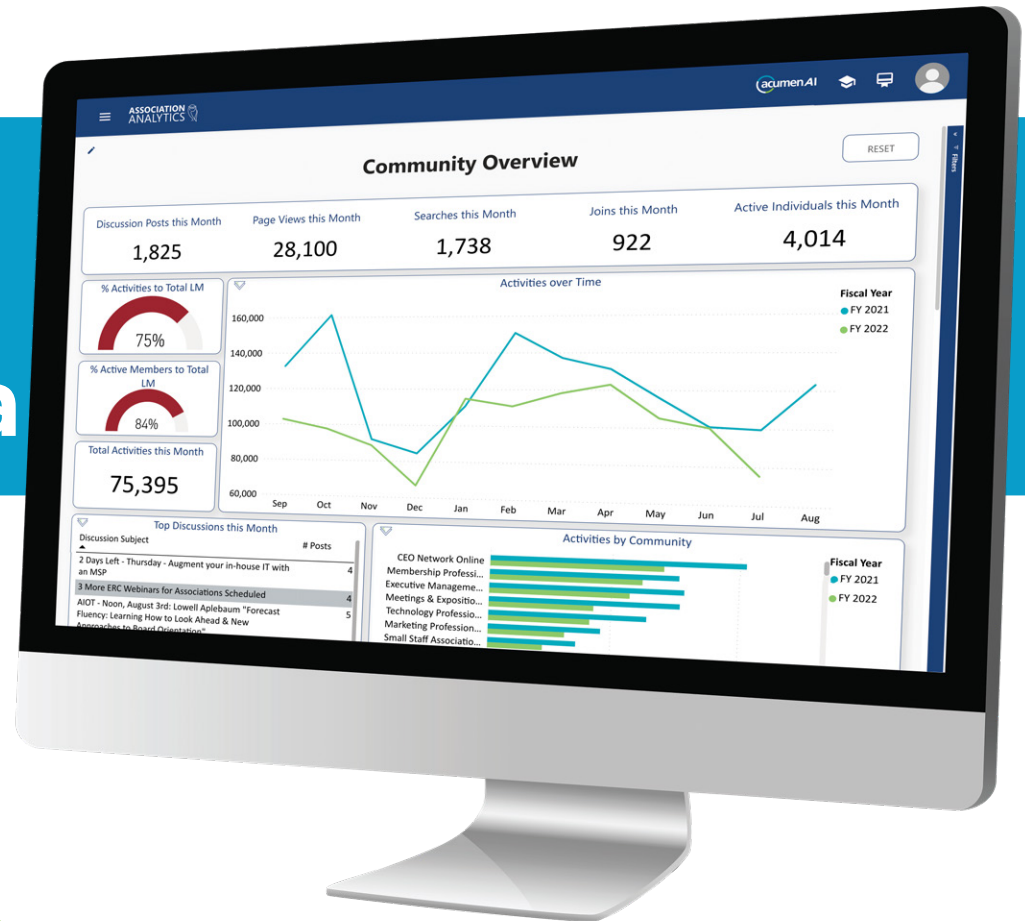 a
ASSOCIATION
ANALYTICS
acumen AI
Community Overview
RESET
Filters
Discussion Posts this Month
1,825
Page Views this Month
28,100
Searches this Month
1,738
Joins this Month
922
Active Individuals this Month
4,014
% Activities to Total LM
75%
% Active Members to Total
LM
84%
Total Activities this Month
75,395
Activities over Time
Fiscal Year
FY 2021
FY 2022
160,000
140,000
120,000
100,000
80,000
60,000
Sep Oct Nov Dec Jan Feb Mar Apr May Jun Jul Aug
Top Discussions this Month
Discussion Subject # Posts
2 Days Left - Thursday - Augment your in-house IT with 4
an MSP
3 More ERC Webinars for Associations Scheduled 4
AIOT - Noon, August 3rd: Lowell Aplebaum "Forecast 5
Fluency: Learning How to Look Ahead & New
Approaches to Board Orientation"
Activities by Community
CEO Network Online
Membership Professi...
Executive Manageme...
Meetings & Expositio...
Technology Professio...
Marketing Profession...
Small Staff Associatio...
Fiscal Year
FY 2021
FY 2022